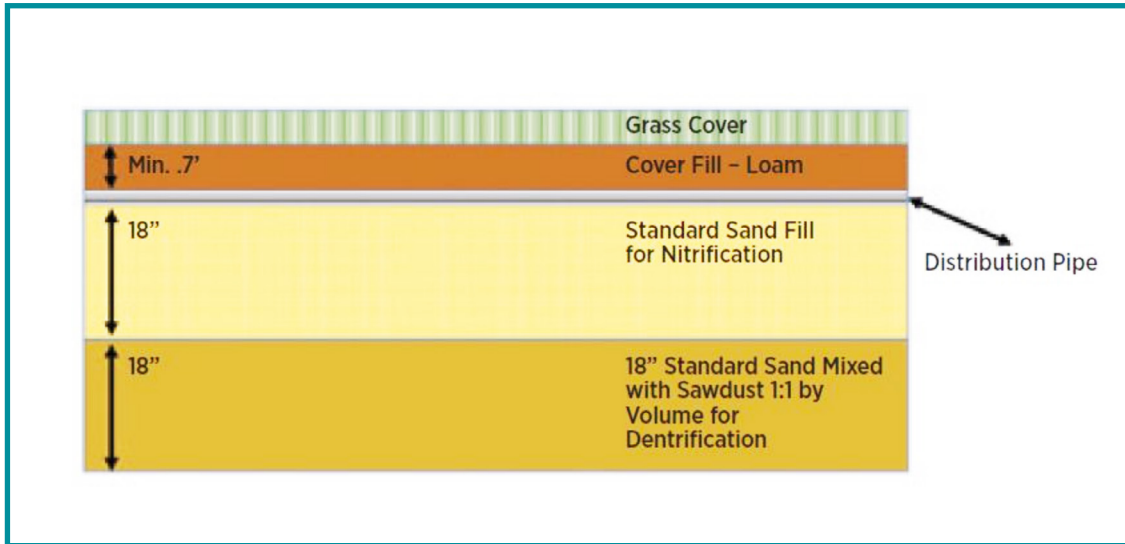 Grass Cover
Min. .7’
Cover Fill – Loam
18”
Standard Sand Fill
for Nitrification
Distribution Pipe
18”
18” Standard Sand Mixed
with Sawdust 1:1 by
Volume for
Dentrification